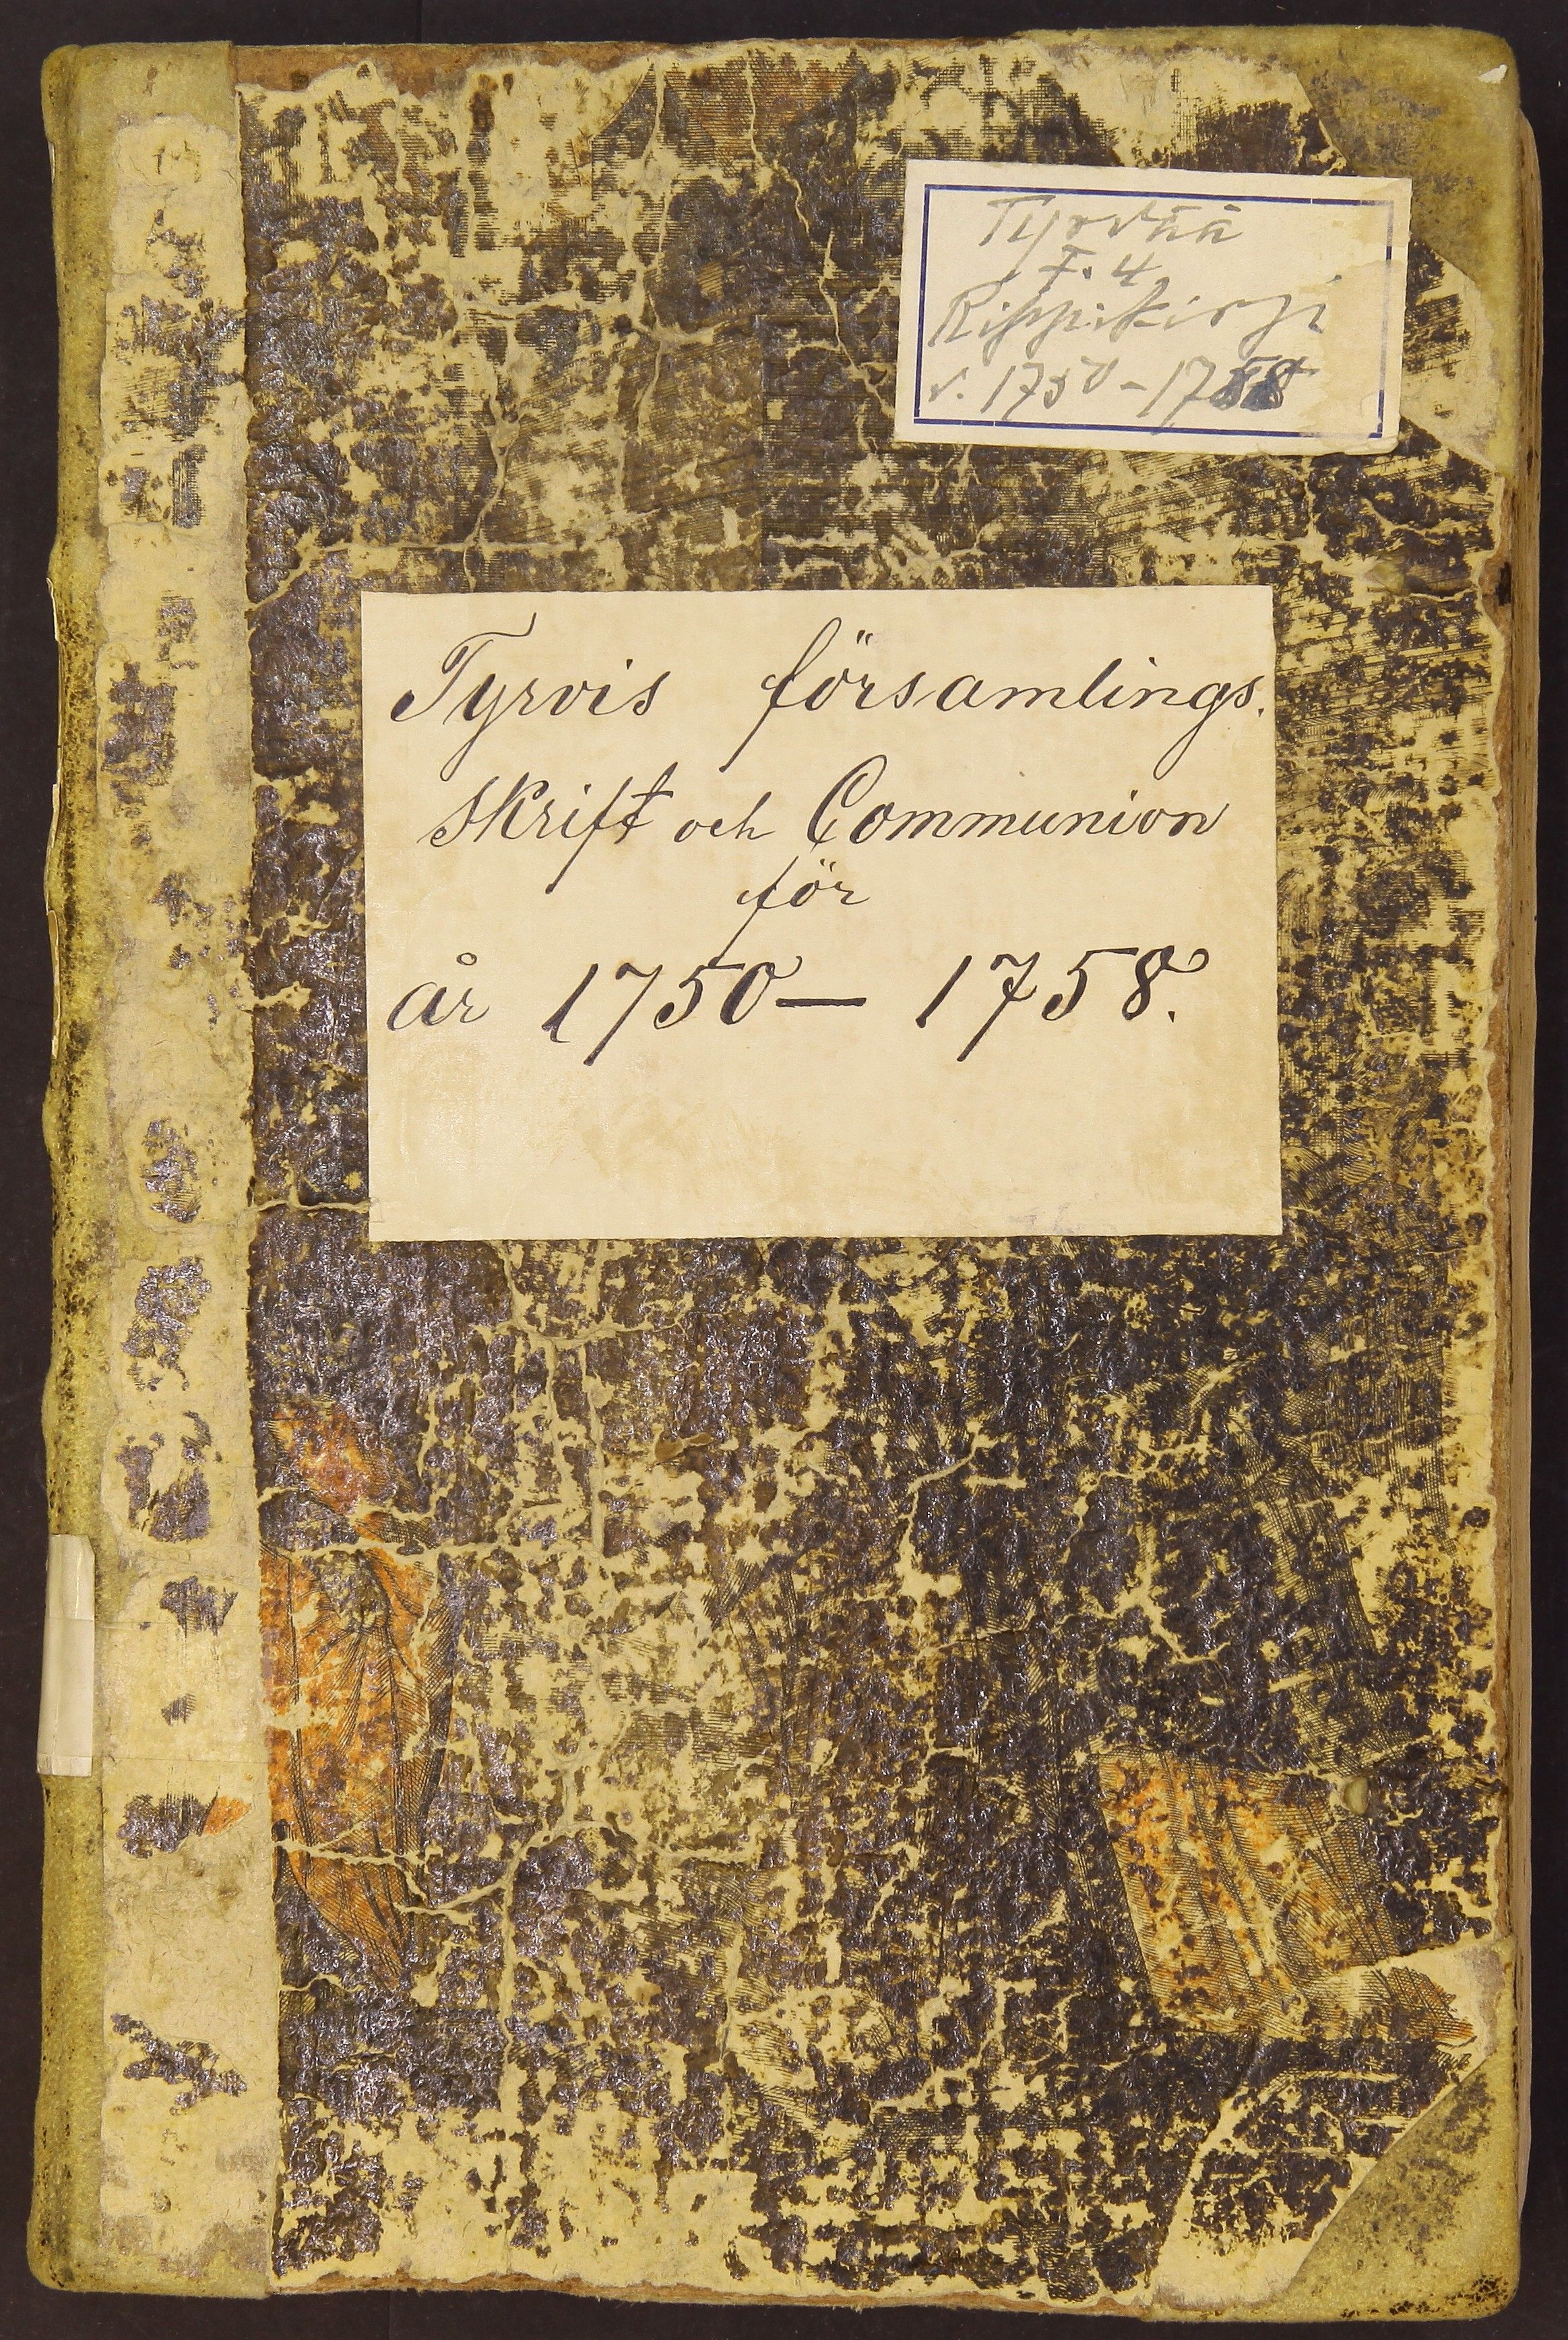 Tyrvää
I. 4
Rippikirja
v. 1750-1758
Tyrvis församlings.
Skrift och Communion
för
år 1750— 1758.